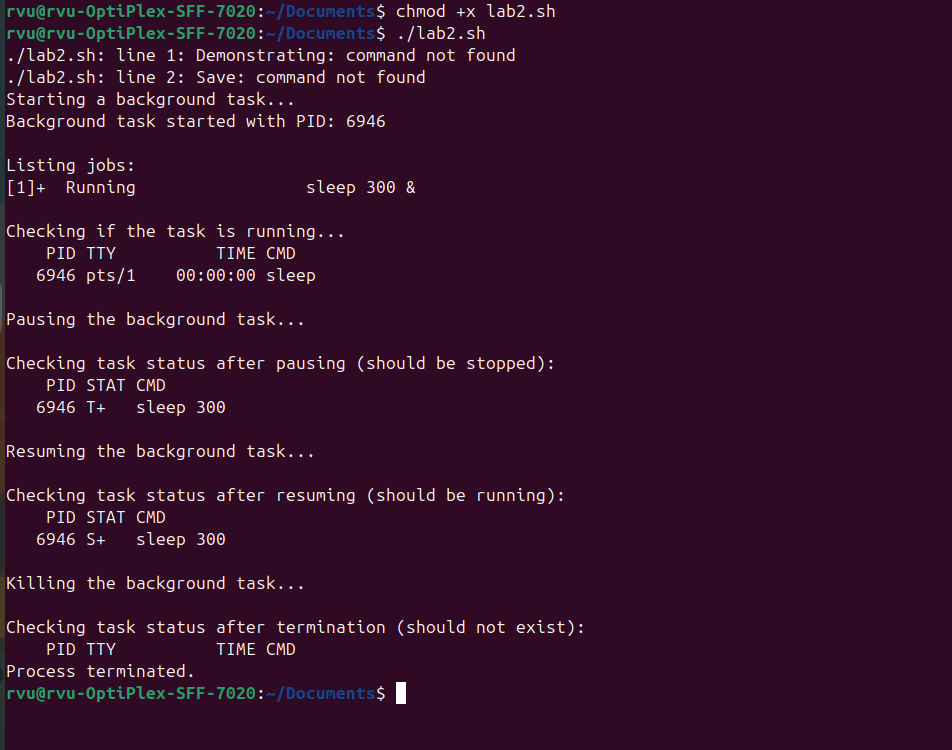 rvu@rvu-OptiPlex-SFF-7020:~/Documents$ chmod +x lab2.sh
rvu@rvu-OptiPlex-SFF-7020:~/Documents$ ./lab2.sh
./lab2.sh: line 1: Demonstrating: command not found
./lab2.sh: line 2: Save: command not found
Starting a background task...
Background task started with PID: 6946

Listing jobs:
[1]+  Running                 sleep 300 &

Checking if the task is running...
    PID TTY          TIME CMD
   6946 pts/1    00:00:00 sleep

Pausing the background task...

Checking task status after pausing (should be stopped):
    PID STAT CMD
   6946 T+   sleep 300

Resuming the background task...

Checking task status after resuming (should be running):
    PID STAT CMD
   6946 S+   sleep 300

Killing the background task...

Checking task status after termination (should not exist):
    PID TTY          TIME CMD
Process terminated.
rvu@rvu-OptiPlex-SFF-7020:~/Documents$